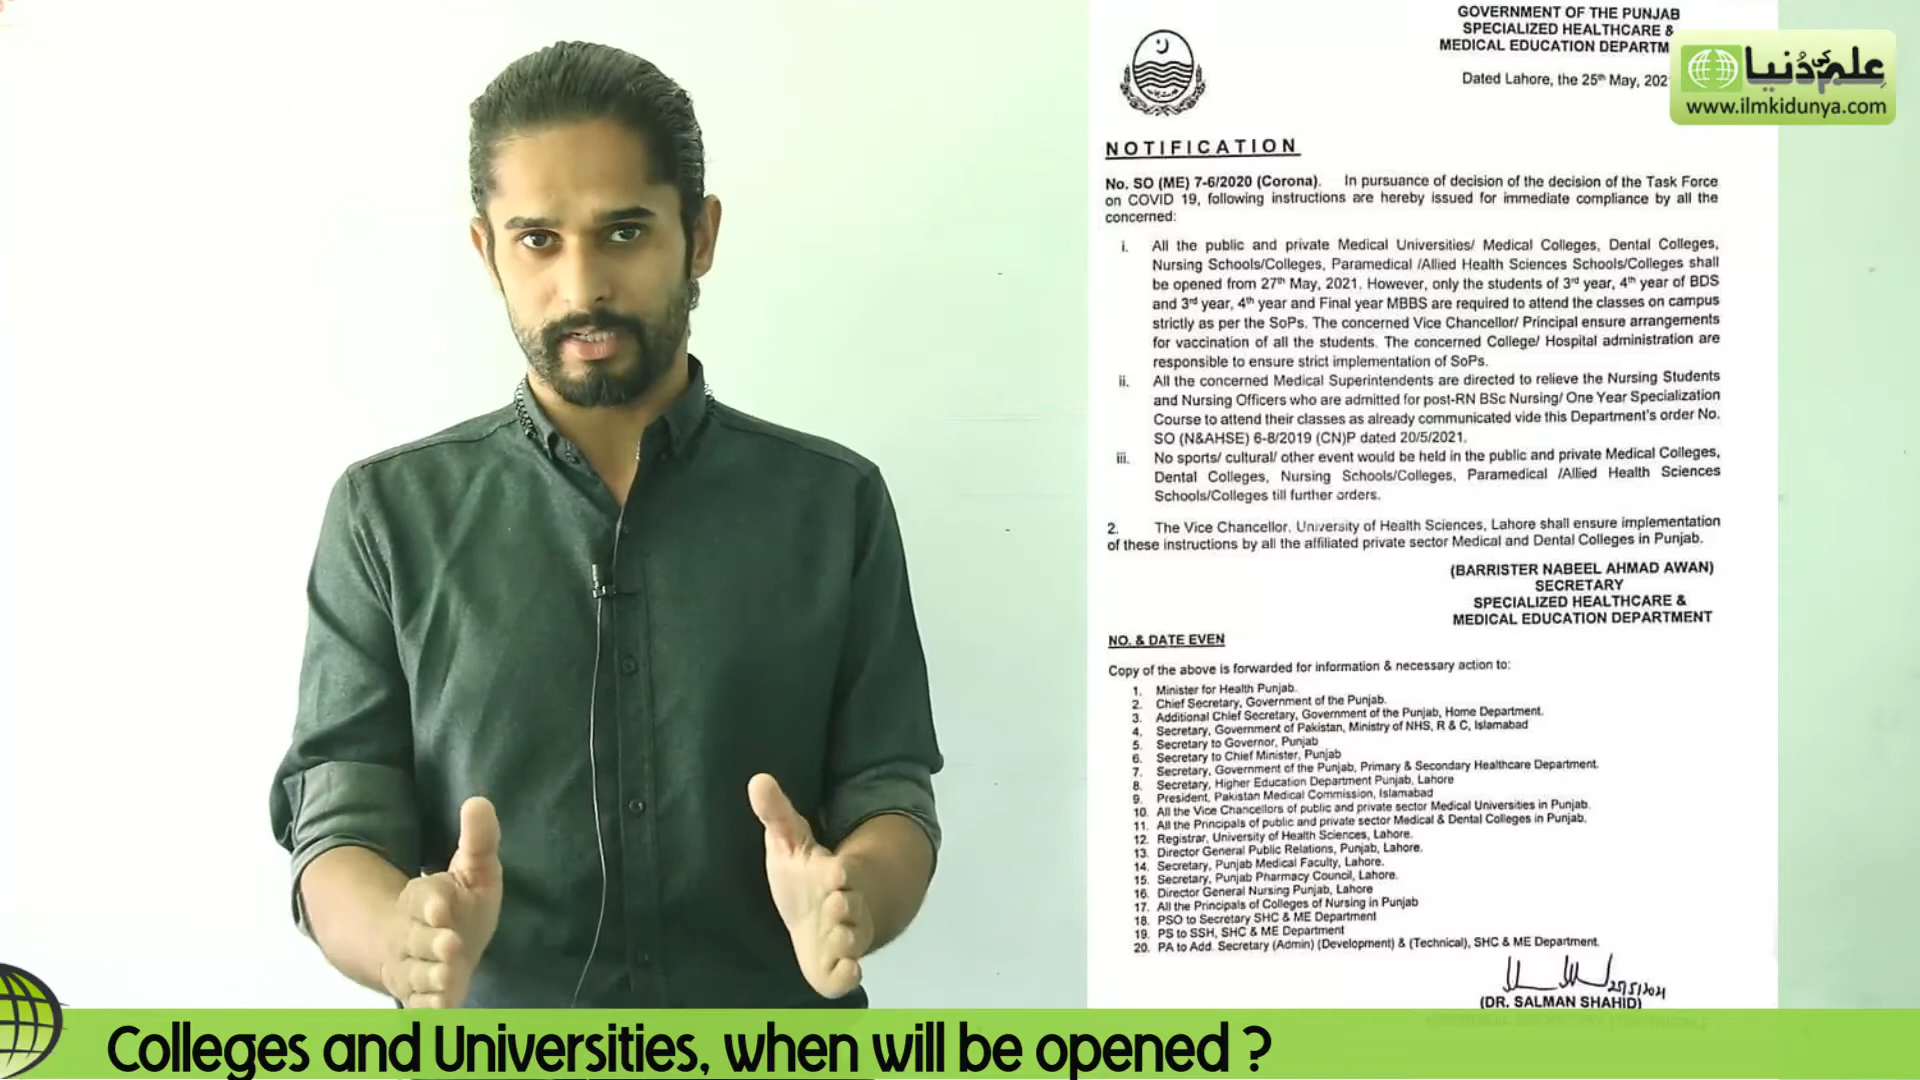 GOVERNMENT OF THE PUNJAB
SPECIALIZED HEALTHCARE &
MEDICAL EDUCATION DEPARTM
Dated Lahore, the 25th May, 202
علم کی دُنیا
www.ilmkidunya.com
NOTIFICATION
No. SO (ME) 7-6/2020 (Corona). In pursuance of decision of the decision of the Task Force
on COVID 19, following instructions are hereby issued for immediate compliance by all the
concerned:
i. All the public and private Medical Universities/ Medical Colleges, Dental Colleges,
Nursing Schools/Colleges, Paramedical /Allied Health Sciences Schools/Colleges shall
be opened from 27th May, 2021. However, only the students of 3rd year, 4th year of BDS
and 3rd year, 4th year and Final year MBBS are required to attend the classes on campus
strictly as per the SoPs. The concerned Vice Chancellor/ Principal ensure arrangements
for vaccination of all the students. The concerned College/ Hospital administration are
responsible to ensure strict implementation of SoPs.
ii. All the concerned Medical Superintendents are directed to relieve the Nursing Students
and Nursing Officers who are admitted for post-RN BSc Nursing/ One Year Specialization
Course to attend their classes as already communicated vide this Department's order No.
SO (N&AHSE) 6-8/2019 (CN)P dated 20/5/2021.
iii. No sports/ cultural/ other event would be held in the public and private Medical Colleges,
Dental Colleges, Nursing Schools/Colleges, Paramedical /Allied Health Sciences
Schools/Colleges till further orders.
2. The Vice Chancellor, University of Health Sciences, Lahore shall ensure implementation
of these instructions by all the affiliated private sector Medical and Dental Colleges in Punjab.
(BARRISTER NABEEL AHMAD AWAN)
SECRETARY
SPECIALIZED HEALTHCARE &
MEDICAL EDUCATION DEPARTMENT
NO. & DATE EVEN
Copy of the above is forwarded for information & necessary action to:
1. Minister for Health Punjab.
2. Chief Secretary, Government of the Punjab.
3. Additional Chief Secretary, Government of the Punjab, Home Department.
4. Secretary, Government of Pakistan, Ministry of NHS, R & C, Islamabad
5. Secretary to Governor, Punjab
6. Secretary to Chief Minister, Punjab
7. Secretary, Government of the Punjab, Primary & Secondary Healthcare Department.
8. Secretary, Higher Education Department Punjab, Lahore
9. President, Pakistan Medical Commission, Islamabad
10. All the Vice Chancellors of public and private sector Medical Universities in Punjab.
11. All the Principals of public and private sector Medical & Dental Colleges in Punjab.
12. Registrar, University of Health Sciences, Lahore.
13. Director General Public Relations, Punjab, Lahore.
14. Secretary, Punjab Medical Faculty, Lahore.
15. Secretary, Punjab Pharmacy Council, Lahore.
16. Director General Nursing Punjab, Lahore
17. All the Principals of Colleges of Nursing in Punjab
18. PSO to Secretary SHC & ME Department
19. PS to SSH, SHC & ME Department
20. PA to Add. Secretary (Admin) (Development) & (Technical), SHC & ME Department.
(DR. SALMAN SHAHID)
Colleges and Universities, when will be opened ?